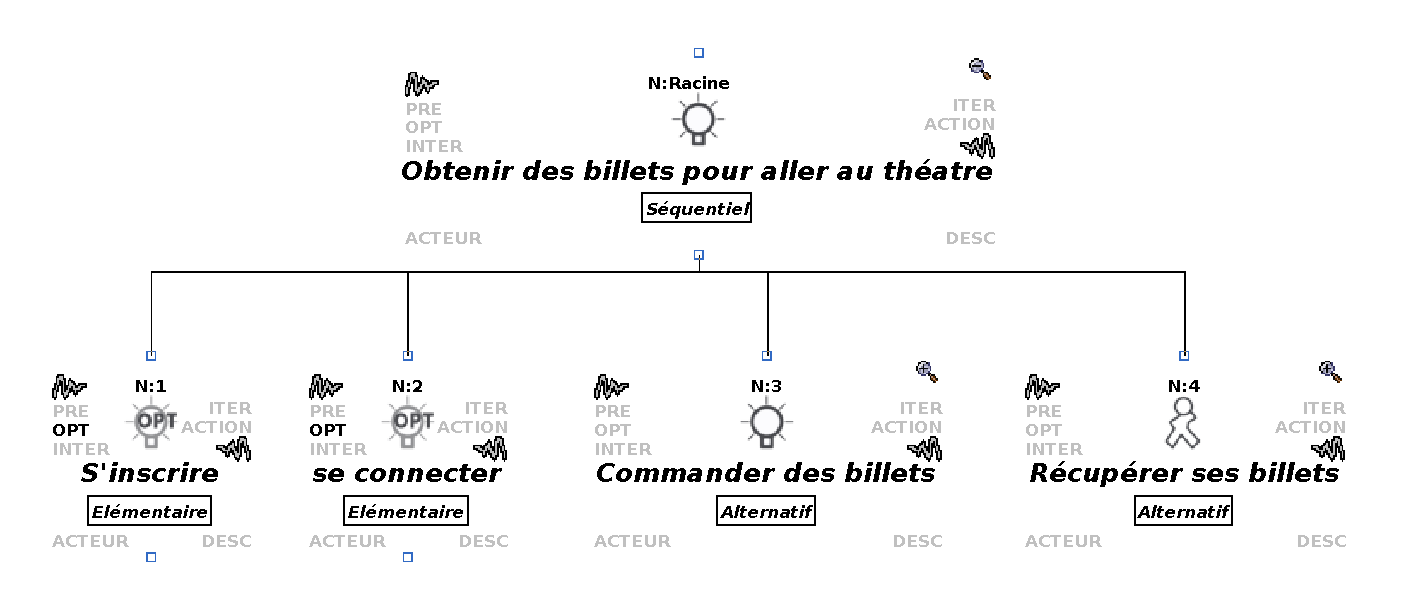 N:Racine
PRE
OPT
INTER
ITER
ACTION
Obtenir des billets pour aller au théatre
Séquentiel
ACTEUR
DESC
N:1
OPT
PRE
OPT
INTER
ITER
ACTION
S'inscrire
Elémentaire
ACTEUR
DESC
N:2
OPT
PRE
OPT
INTER
ITER
ACTION
se connecter
Elémentaire
ACTEUR
DESC
N:3
PRE
OPT
INTER
ITER
ACTION
Commander des billets
Alternatif
ACTEUR
DESC
N:4
PRE
OPT
INTER
ITER
ACTION
Récupérer ses billets
Alternatif
ACTEUR
DESC